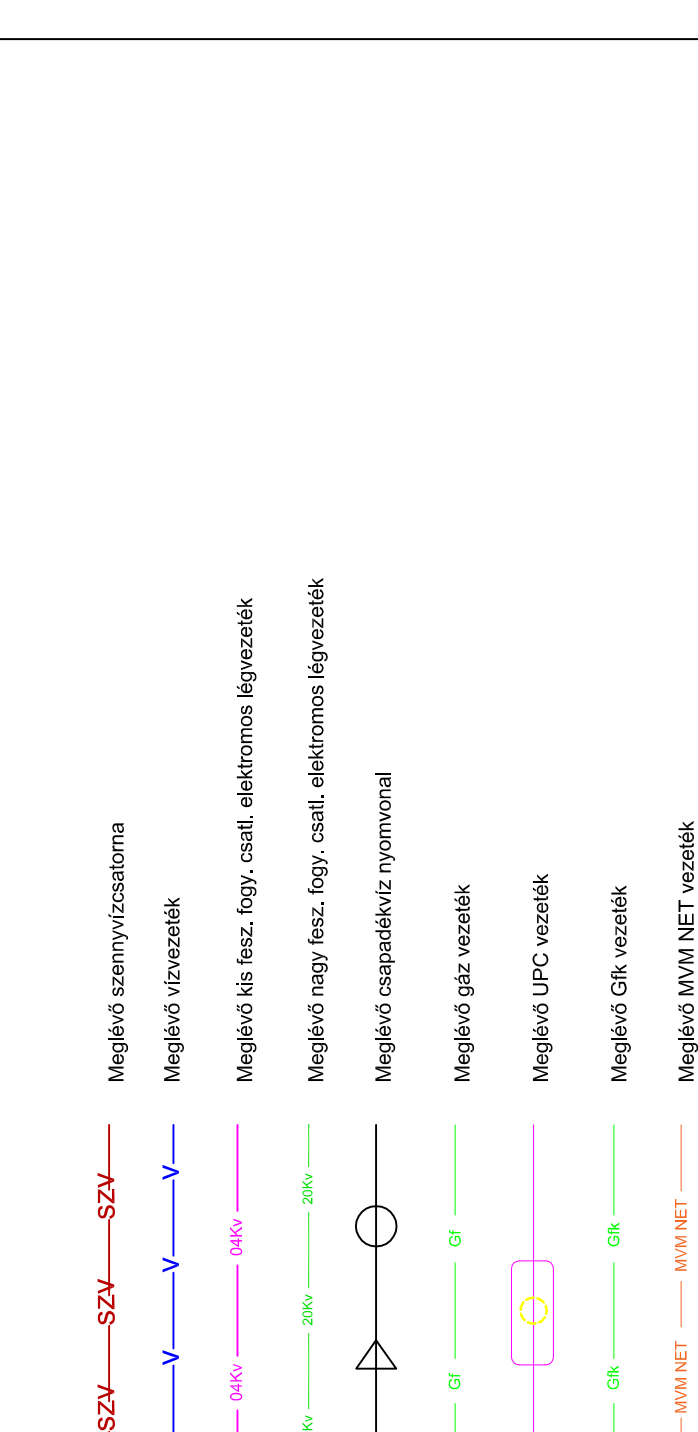 SZV SZV SZV Meglévő szennyvízcsatorna
V V V Meglévő vízvezeték
04Kv 04Kv Meglévő kis fesz. fogy. csatl. elektromos légvezeték
Kv 20Kv 20Kv Meglévő nagy fesz. fogy. csatl. elektromos légvezeték
Meglévő csapadékvíz nyomvonal
Gf Gf Meglévő gáz vezeték
Meglévő UPC vezeték
Gfk Gfk Meglévő Gfk vezeték
MVM NET MVM NET Meglévő MVM NET vezeték